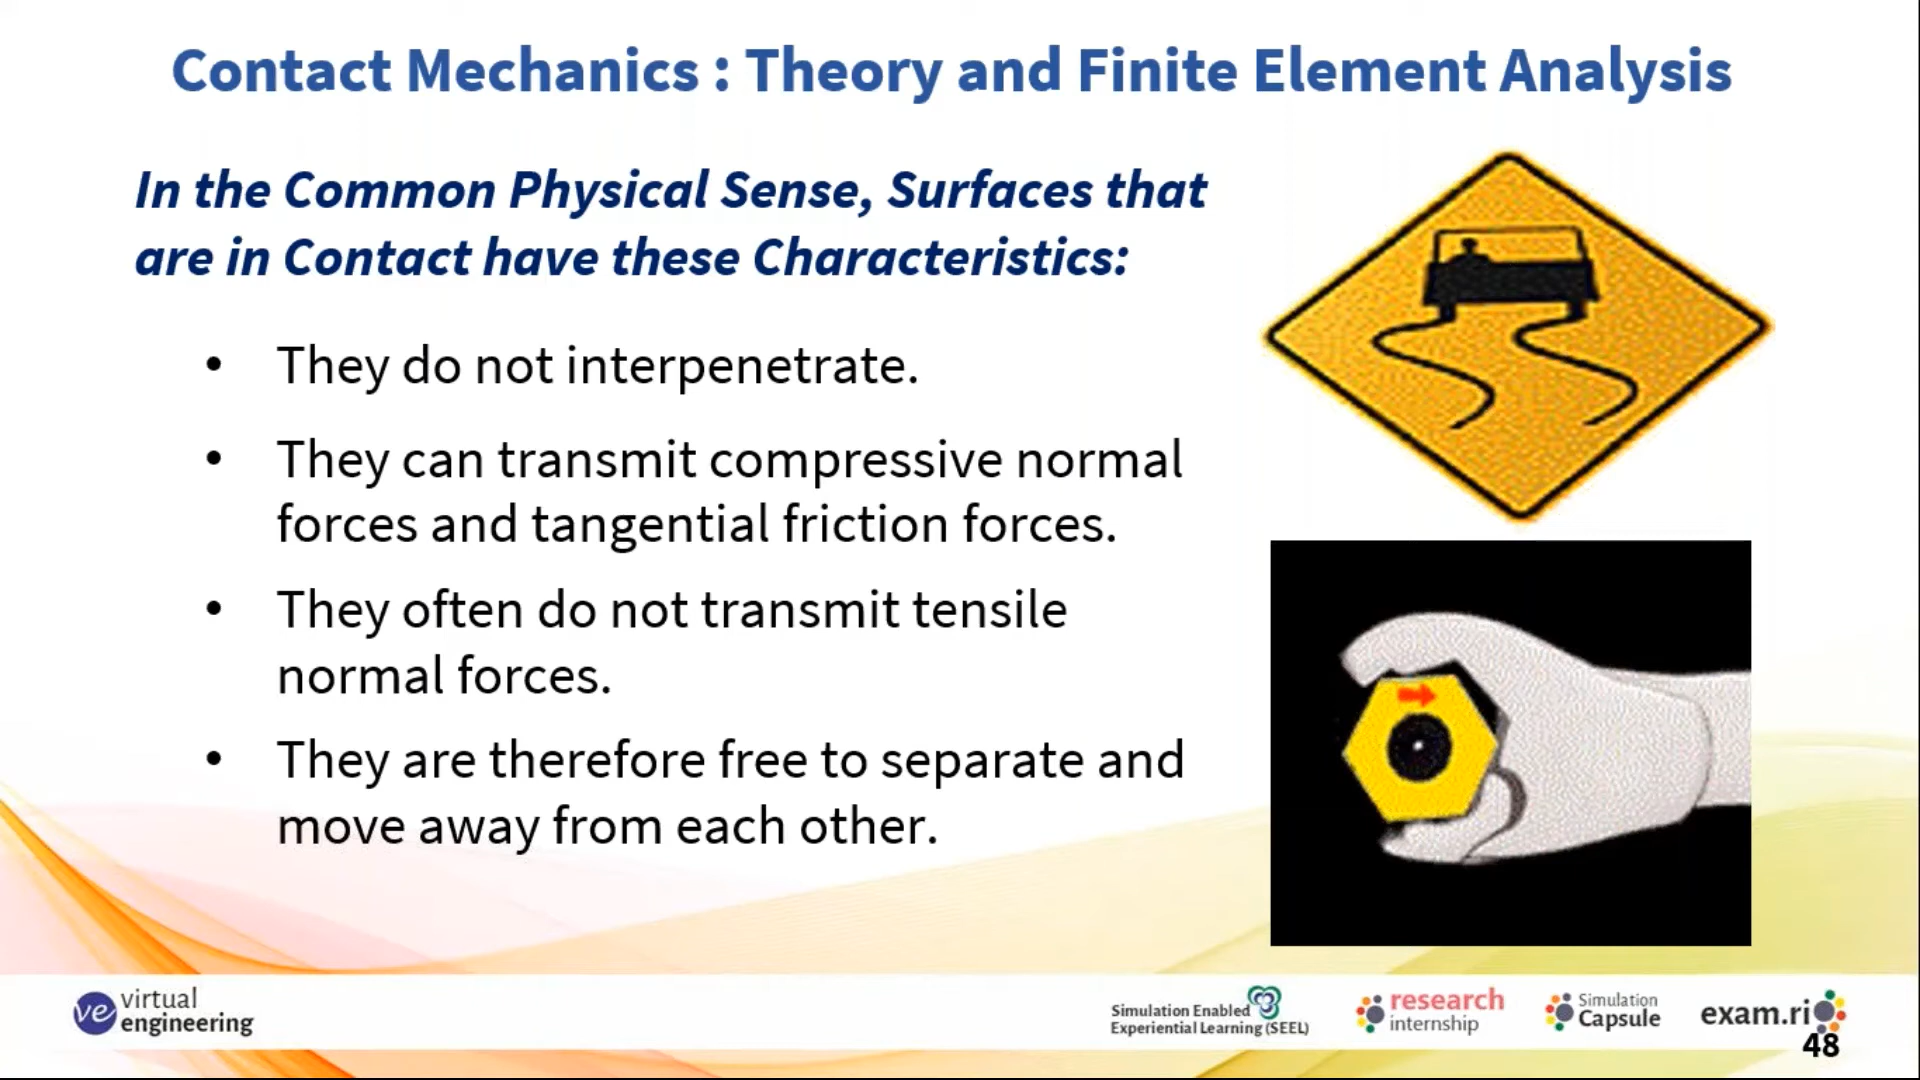 Contact Mechanics : Theory and Finite Element Analysis
In the Common Physical Sense, Surfaces that
are in Contact have these Characteristics:
• They do not interpenetrate.
• They can transmit compressive normal
forces and tangential friction forces.
• They often do not transmit tensile
normal forces.
• They are therefore free to separate and
move away from each other.
ve virtual
engineering
Simulation Enabled
Experiential Learning (SEEL)
research
internship
Simulation
Capsule
exam.ri
48